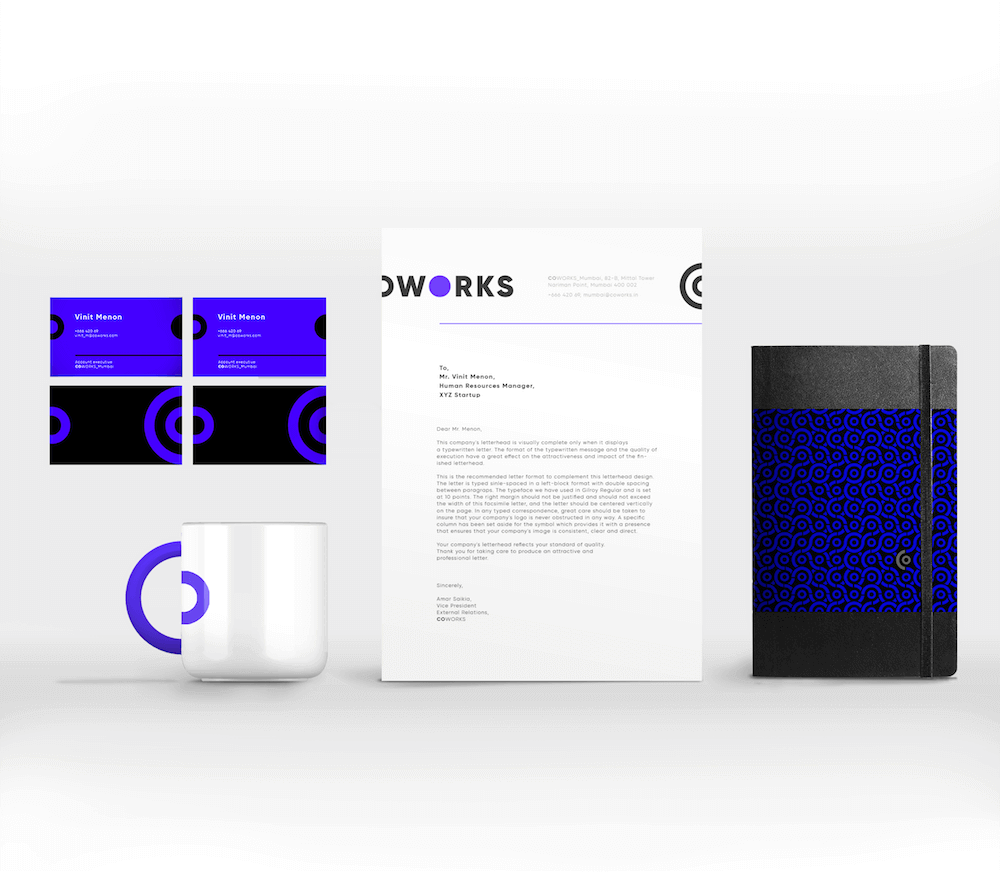 Vinit Menon
+666 420 69
vinit_m@coworks.com
Account executive
COWORKS_Mumbai
Vinit Menon
+666 420 69
vinit_m@coworks.com
Account executive
COWORKS_Mumbai
OWORKS
COWORKS_Mumbai, Mittal Tower
Nariman Point, Mumbai
+666 420 69, mumbai@coworks.in
To,
Mr. Vinit Menon,
Human Resources Manager,
XYZ Startup
Dear Mr. Menon,
This company's letterhead is visually complete only when it displays
a typewritten letter. The format of the typewritten message and the quality of
execution have a great effect on the attractiveness and impact of the fin-
ished letterhead.
This is the recommended letter format to complement this letterhead design.
The letter is typed sinle-spaced in a left-block format with double spacing
between paragraps. The typeface we have used in Gilroy Regular and is set
at 10 points. The right margin should not be justified and should not exceed
the width of this facsimile letter, and the letter should be centered vertically
on the page. In any typed correspondence, great care should be taken to
insure that your company's logo is never obstructed in any way. A specific
column has been set aside for the symbol which provides it with a presence
that ensures that your company's image is consistent, clear and direct.
Your company's letterhead reflects your standard of quality.
Thank you for taking care to produce an attractive and
professional letter.
Sincerely,
Amar Saikia,
Vice President
External Relations,
COWORKS